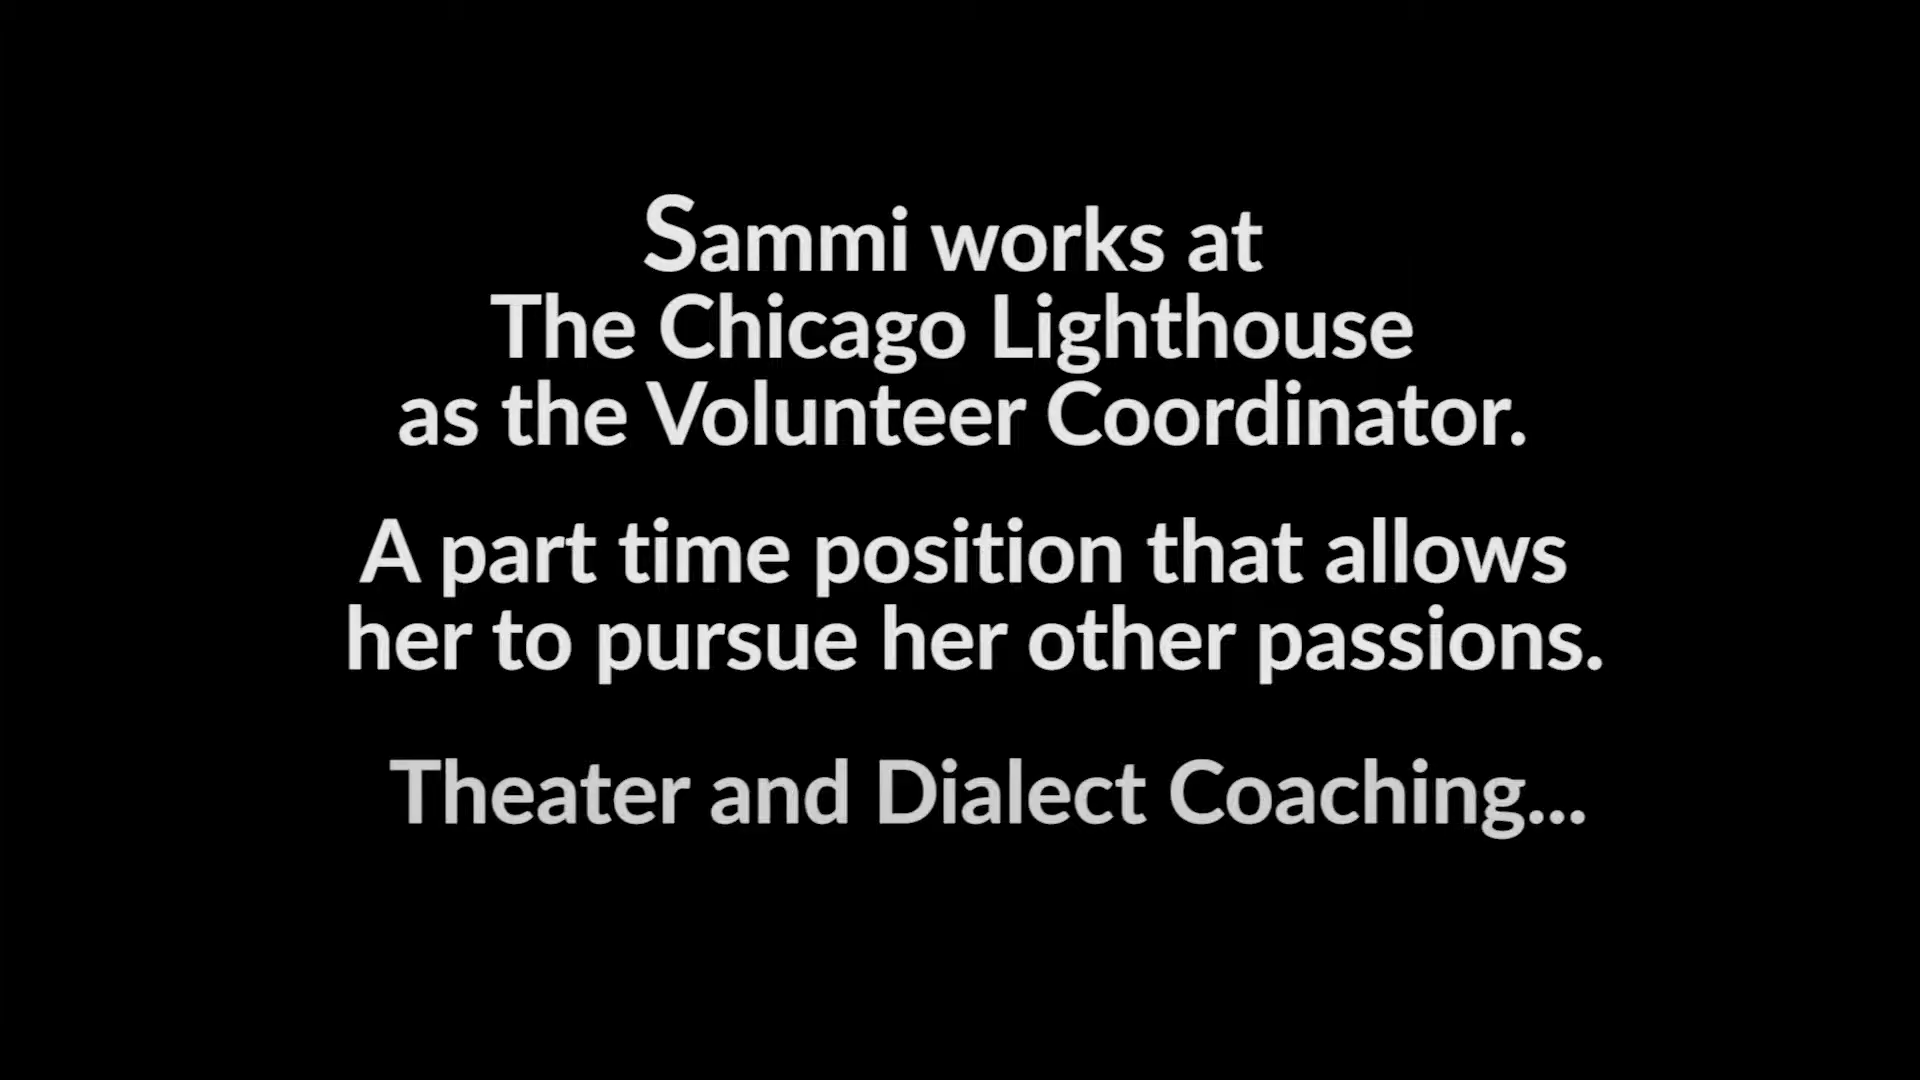 Sammi works at
The Chicago Lighthouse
as the Volunteer Coordinator.
A part time position that allows
her to pursue her other passions.
Theater and Dialect Coaching...